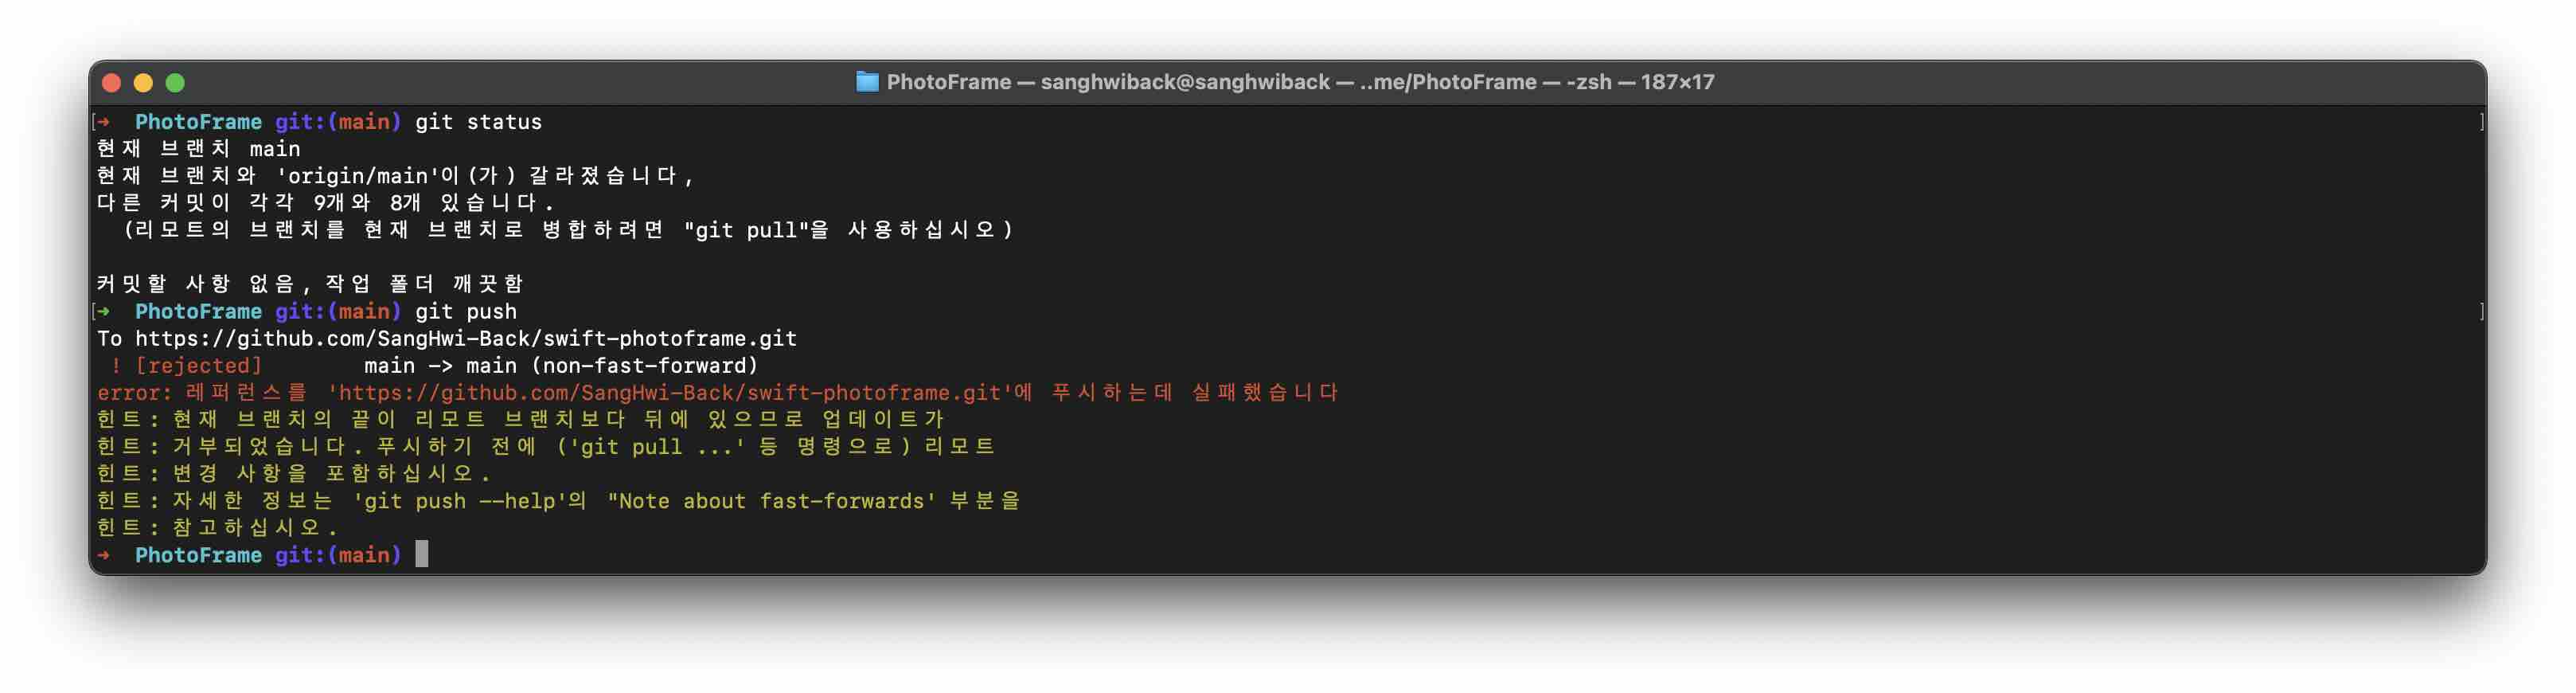 PhotoFrame — sanghwiback@sanghwiback — ..me/PhotoFrame — -zsh — 187×17
[➜  PhotoFrame git:(main) git status ]
현재 브랜치 main
현재 브랜치와 'origin/main'이(가) 갈라졌습니다,
다른 커밋이 각각 9개와 8개 있습니다.
  (리모트의 브랜치를 현재 브랜치로 병합하려면 "git pull"을 사용하십시오)
커밋할 사항 없음, 작업 폴더 깨끗함
[➜  PhotoFrame git:(main) git push ]
To https://github.com/SangHwi-Back/swift-photoframe.git
 ! [rejected]        main -> main (non-fast-forward)
error: 레퍼런스를 'https://github.com/SangHwi-Back/swift-photoframe.git'에 푸시하는데 실패했습니다
힌트: 현재 브랜치의 끝이 리모트 브랜치보다 뒤에 있으므로 업데이트가
힌트: 거부되었습니다. 푸시하기 전에 ('git pull ...' 등 명령으로) 리모트
힌트: 변경 사항을 포함하십시오.
힌트: 자세한 정보는 'git push --help'의 "Note about fast-forwards' 부분을
힌트: 참고하십시오.
➜  PhotoFrame git:(main)